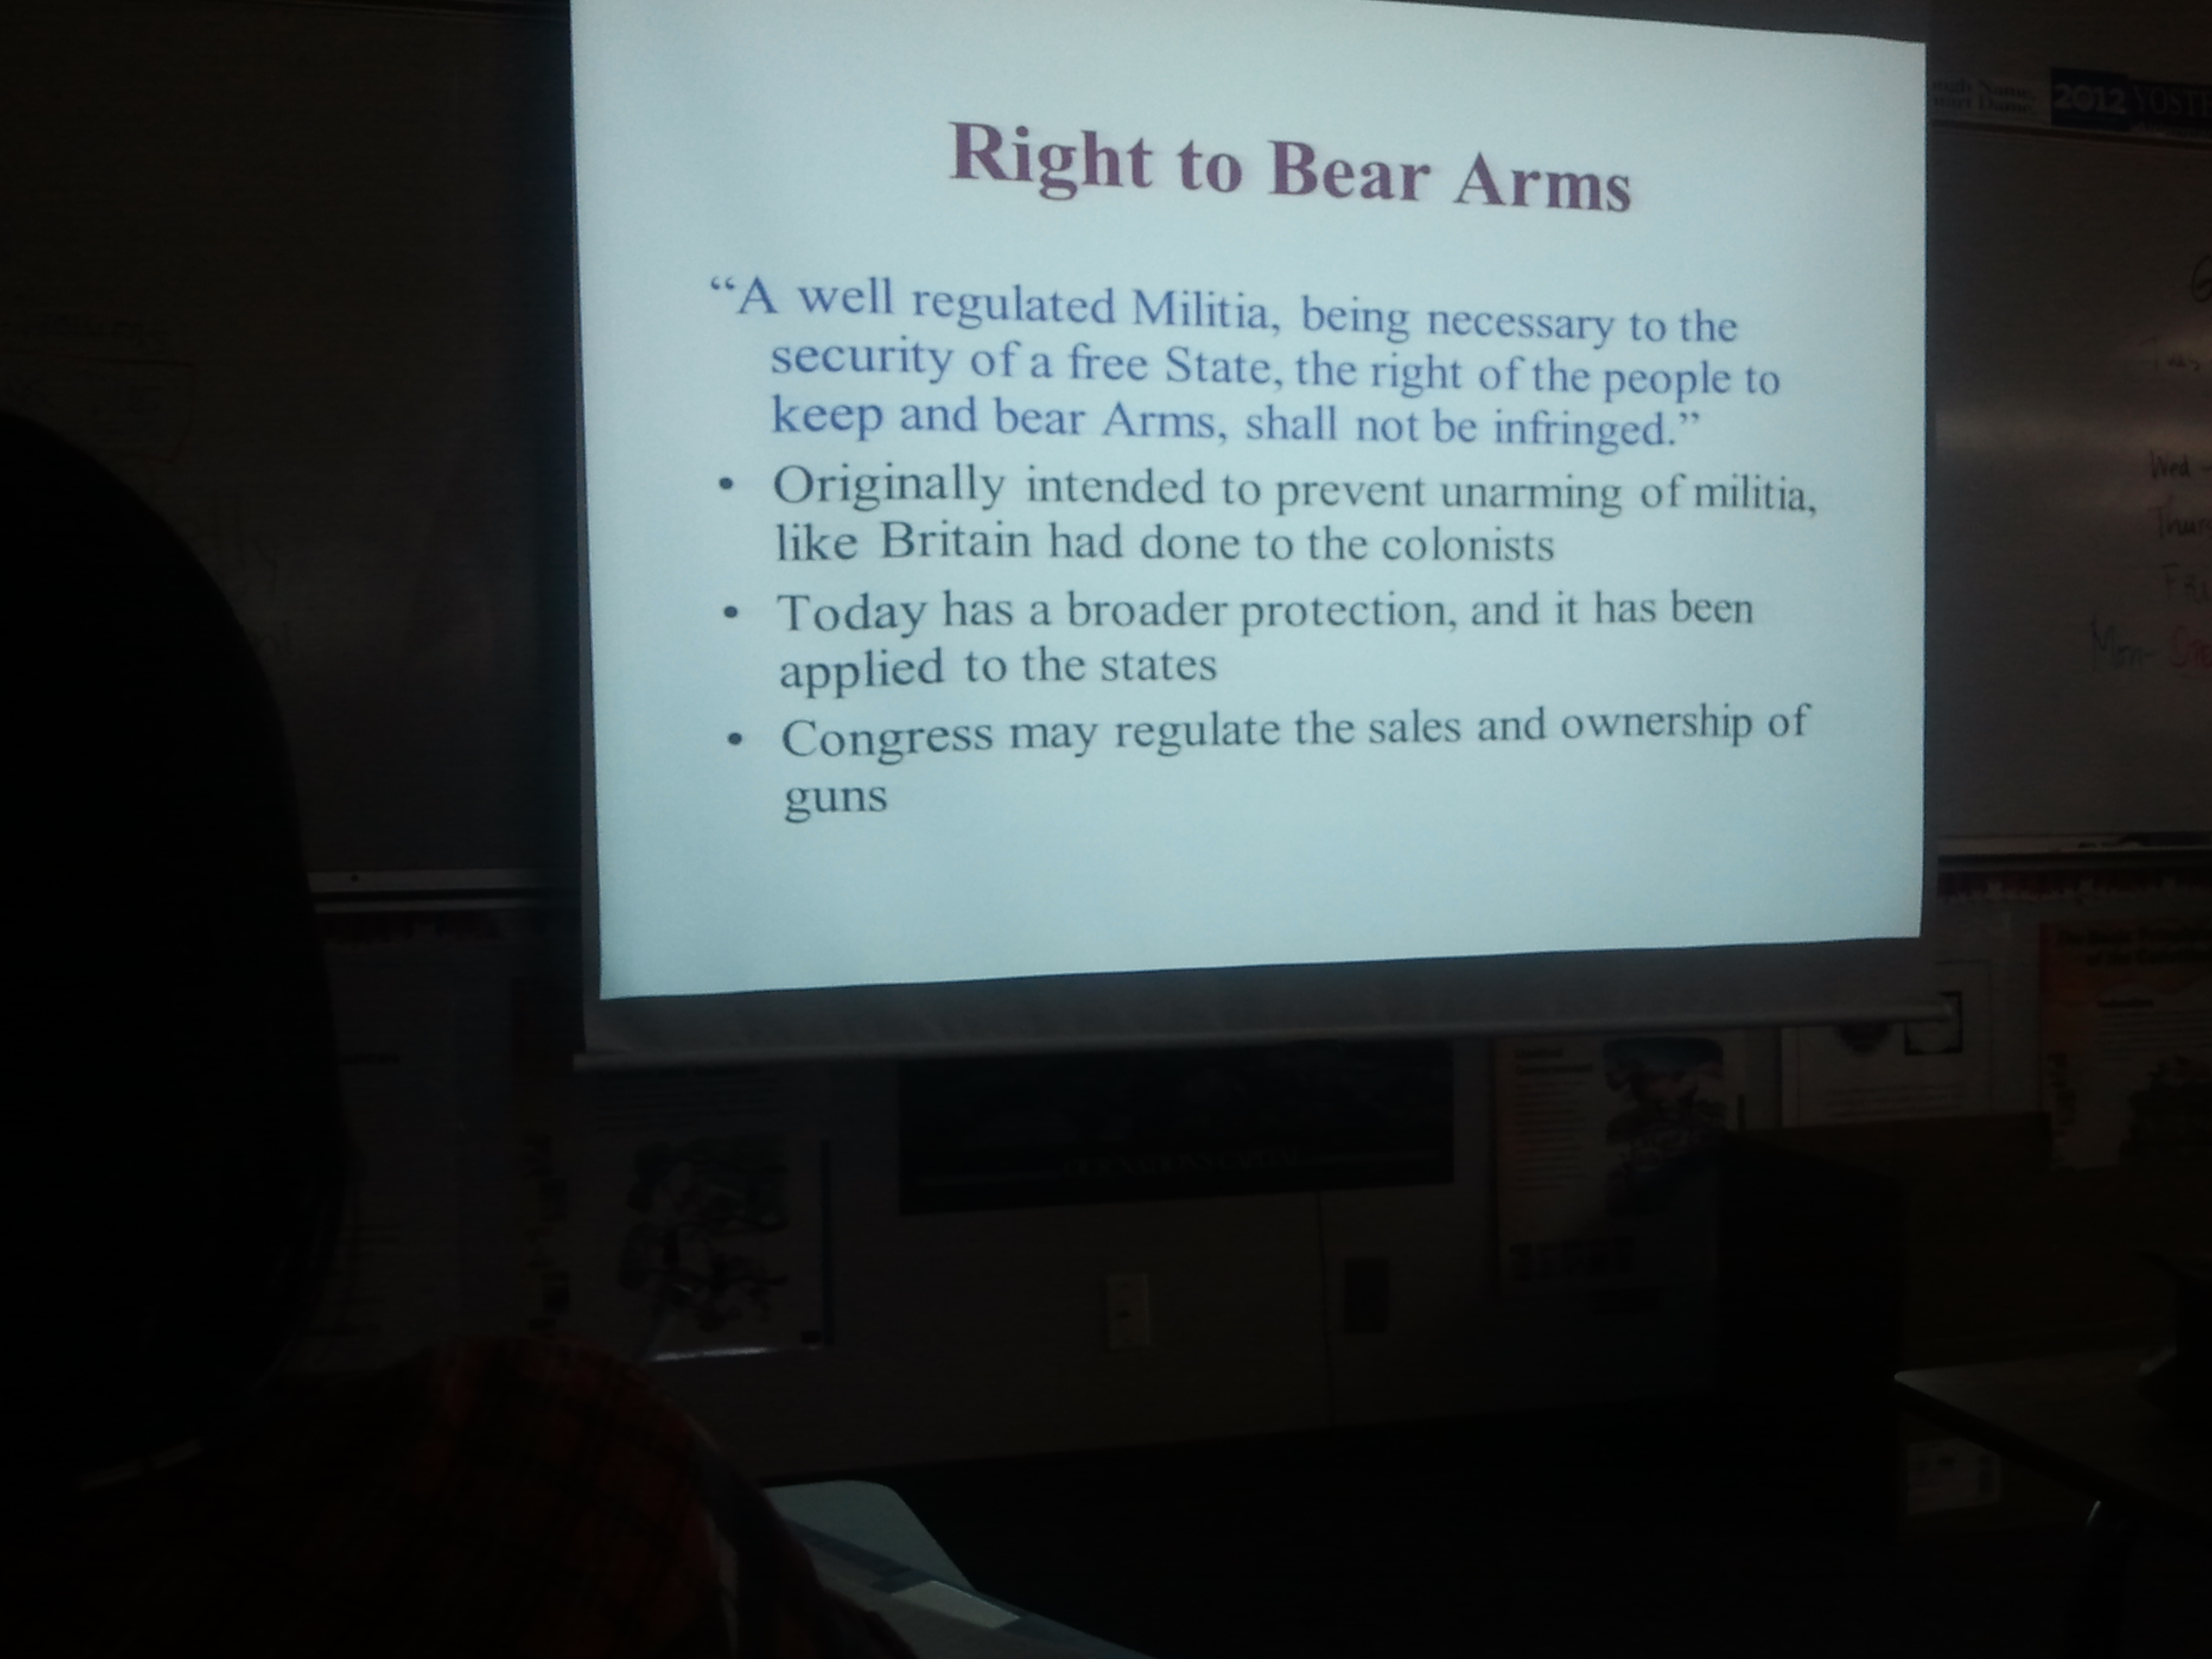 Right to Bear Arms
“A well regulated Militia, being necessary to the
security of a free State, the right of the people to
keep and bear Arms, shall not be infringed.”
• Originally intended to prevent unarming of militia,
like Britain had done to the colonists
• Today has a broader protection, and it has been
applied to the states
• Congress may regulate the sales and ownership of
guns
2012
Wed -
Mon-